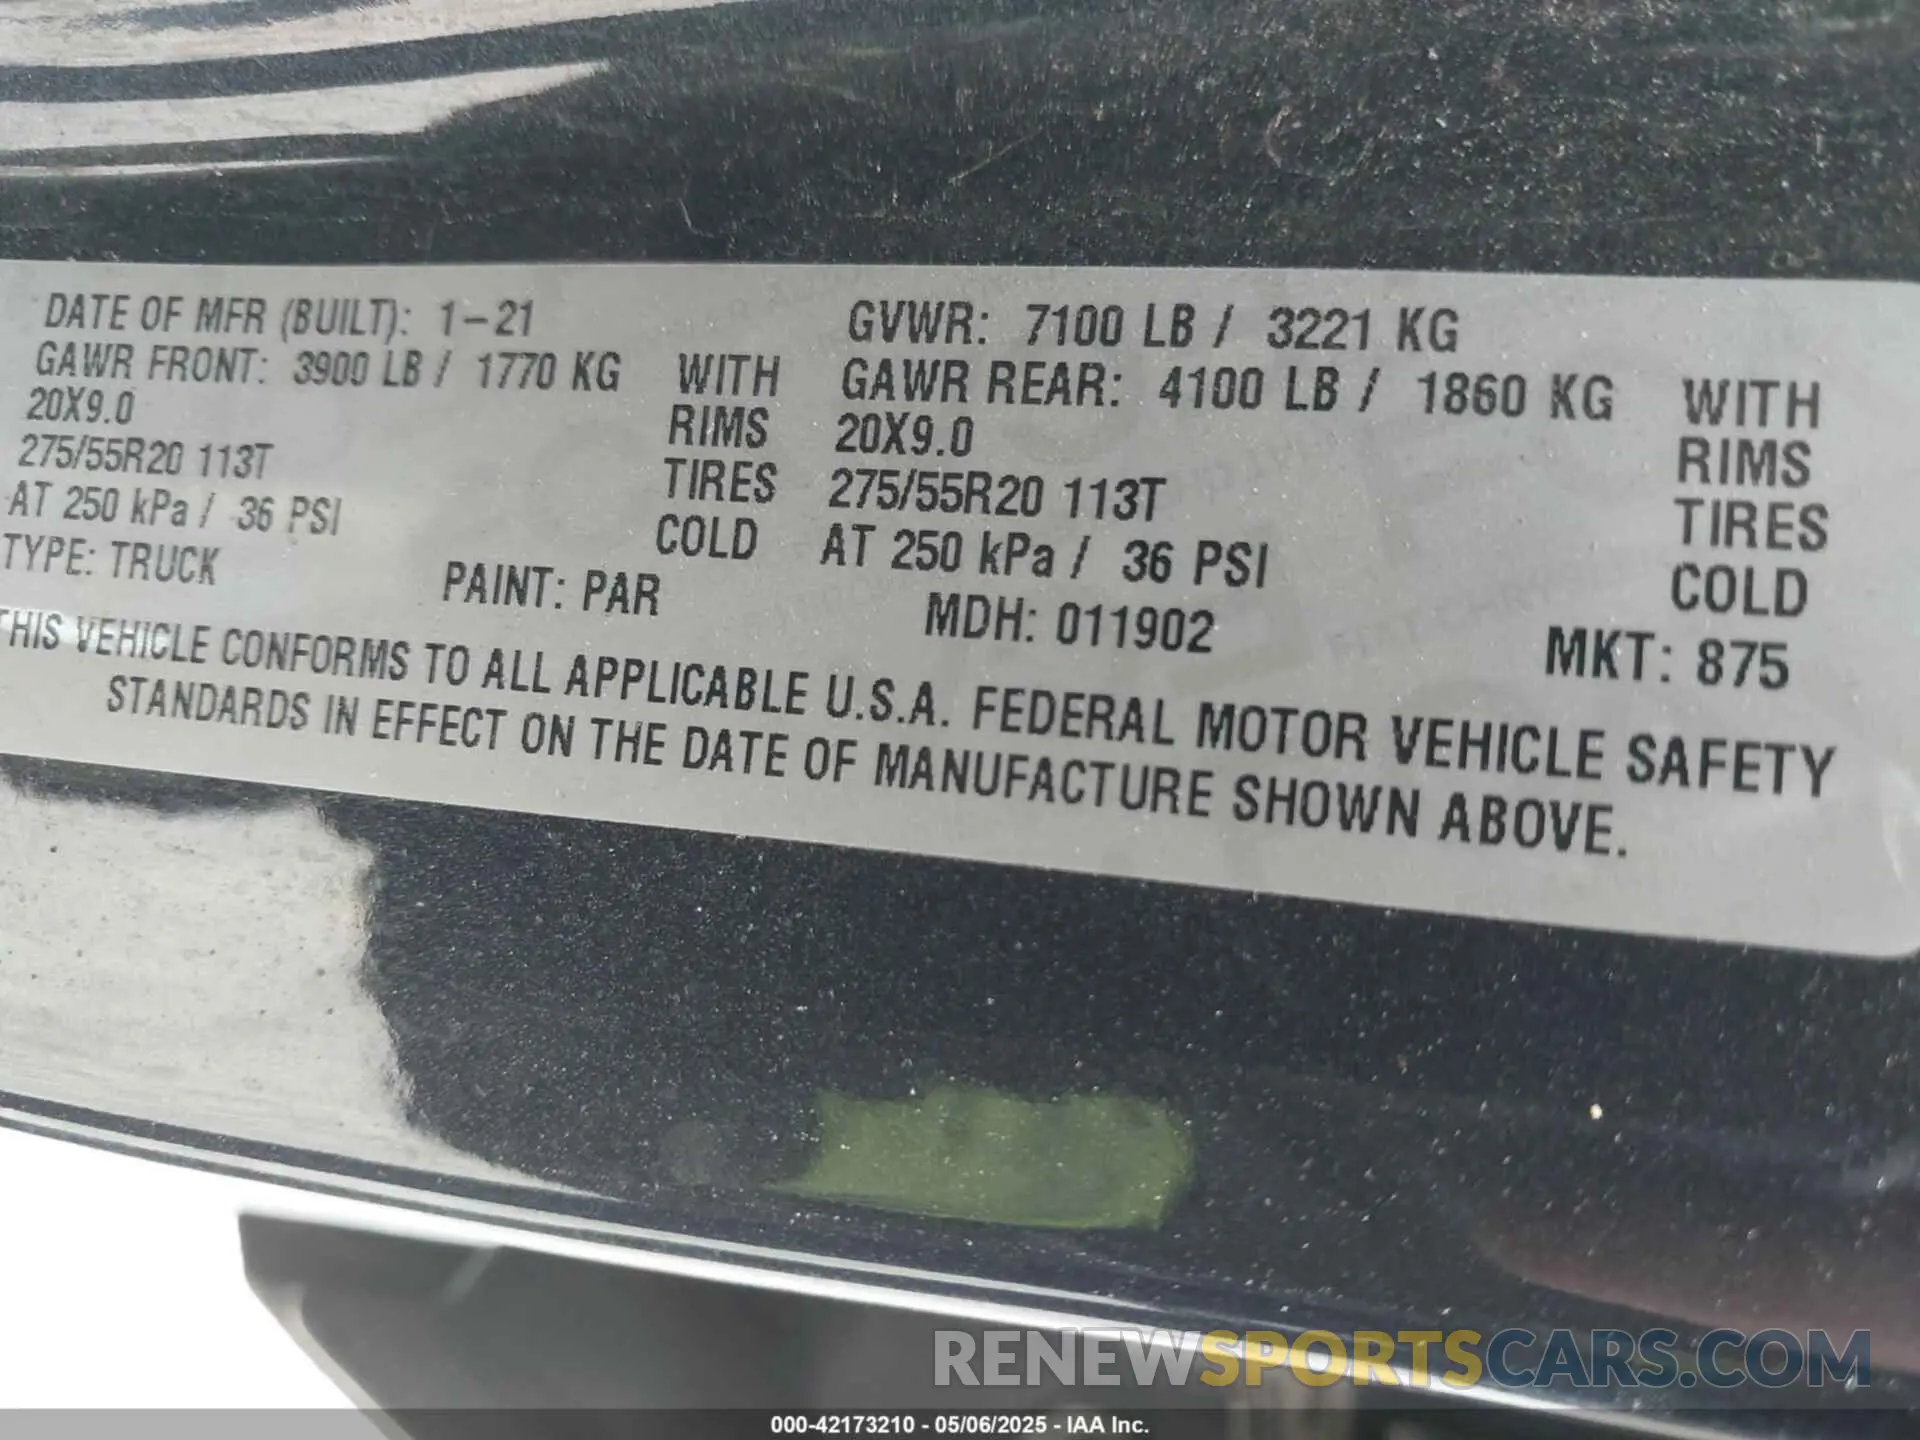 DATE OF MFR (BUILT): 1-21 GVWR: 7100 LB / 3221 KG
GAWR FRONT: 3900 LB / 1770 KG WITH GAWR REAR: 4100 LB / 1860 KG WITH
20X9.0 RIMS 20X9.0 RIMS
275/55R20 113T TIRES 275/55R20 113T TIRES
AT 250 kPa / 36 PSI COLD AT 250 kPa / 36 PSI COLD
TYPE: TRUCK PAINT: PAR MDH: 011902 MKT: 875
THIS VEHICLE CONFORMS TO ALL APPLICABLE U.S.A. FEDERAL MOTOR VEHICLE SAFETY
STANDARDS IN EFFECT ON THE DATE OF MANUFACTURE SHOWN ABOVE.
RENEWSPORTSCARS.COM
000-42173210 - 05/06/2025 - IAA Inc.